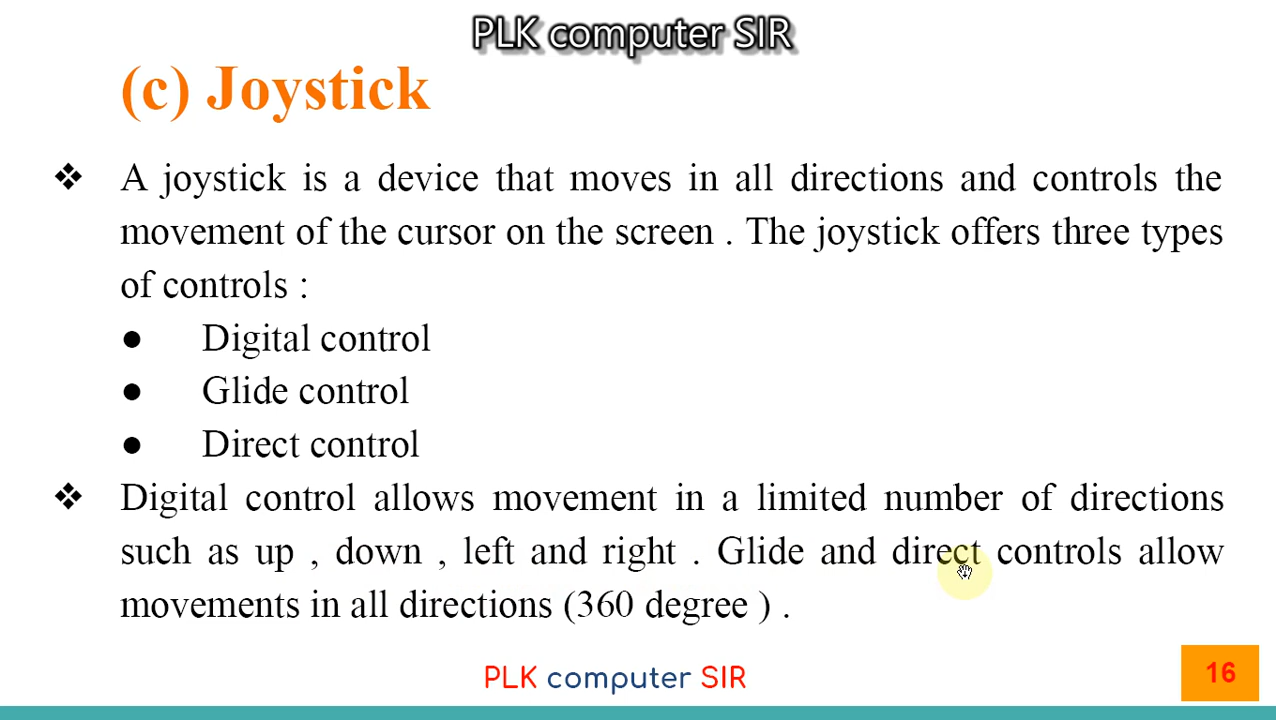 PLK computer SIR
(c) Joystick
❖ A joystick is a device that moves in all directions and controls the
movement of the cursor on the screen . The joystick offers three types
of controls :
● Digital control
● Glide control
● Direct control
❖ Digital control allows movement in a limited number of directions
such as up , down , left and right . Glide and direct controls allow
movements in all directions (360 degree ) .
PLK computer SIR
16